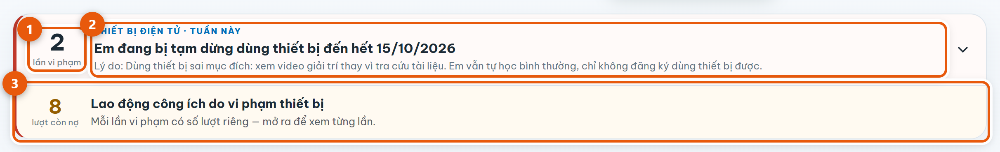 1
2
THIẾT BỊ ĐIỆN TỬ · TUẦN NÀY
2
lần vi phạm
Em đang bị tạm dừng dùng thiết bị đến hết 15/10/2026
Lý do: Dùng thiết bị sai mục đích: xem video giải trí thay vì tra cứu tài liệu. Em vẫn tự học bình thường, chỉ không đăng ký dùng thiết bị được.
3
8
lượt còn nợ
Lao động công ích do vi phạm thiết bị
Mỗi lần vi phạm có số lượt riêng — mở ra để xem từng lần.